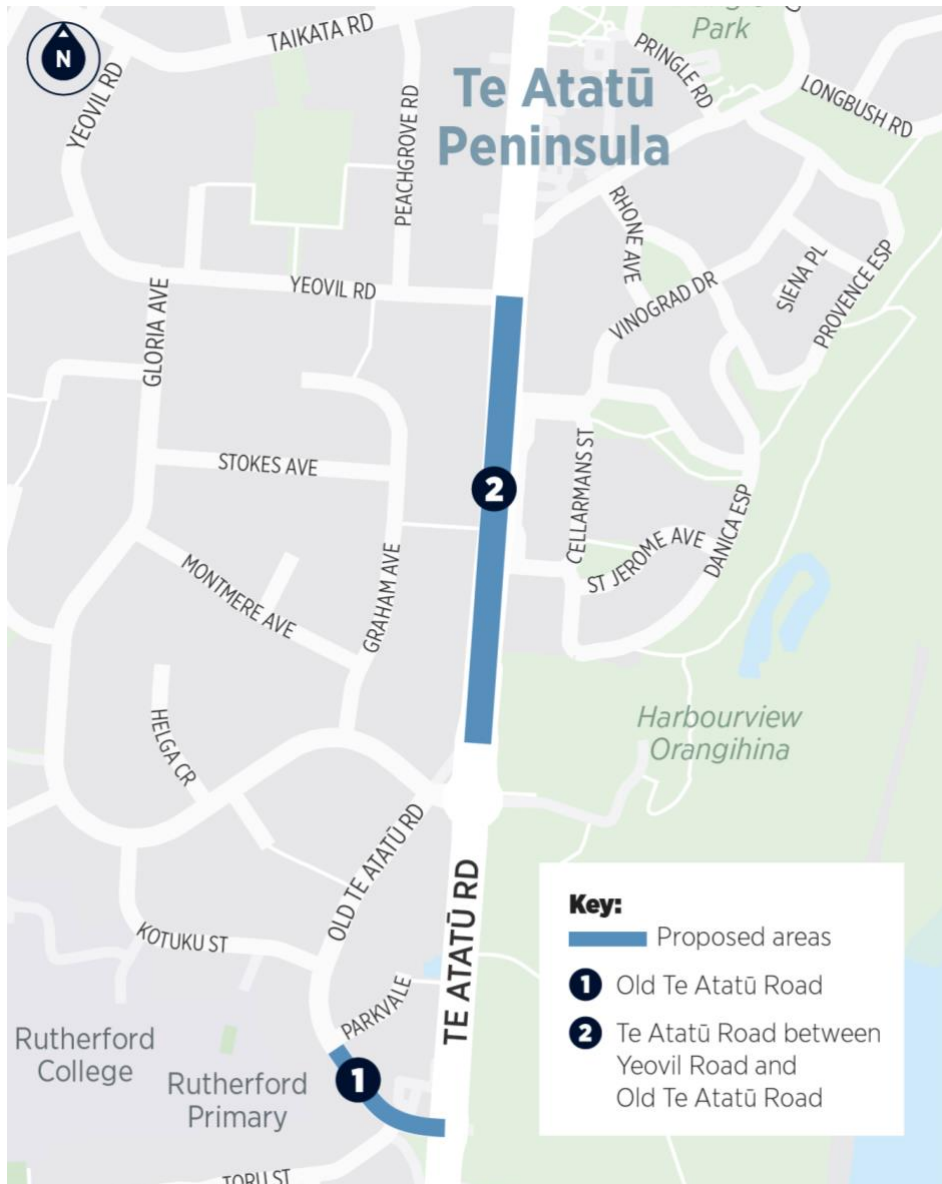 Park
N
TAIKATA RD
YEOVIL RD
PEACHGROVE RD
PRINGLE RD
LONGBUSH RD
Te Atatū
Peninsula
RHONE AVE
SIENA PL
PROVENCE ESP
VINOGRAD DR
YEOVIL RD
GLORIA AVE
STOKES AVE
2
CELLARMANS ST
ST JEROME AVE
DANICA ESP
MONTMERE AVE
GRAHAM AVE
HELGA CR
Harbourview
Orangihina
OLD TE ATATŪ RD
TE ATATŪ RD
KOTUKU ST
PARKVALE
Rutherford
College
Rutherford
Primary
1
TORU ST
Key:
Proposed areas
1 Old Te Atatū Road
2 Te Atatū Road between
Yeovil Road and
Old Te Atatū Road